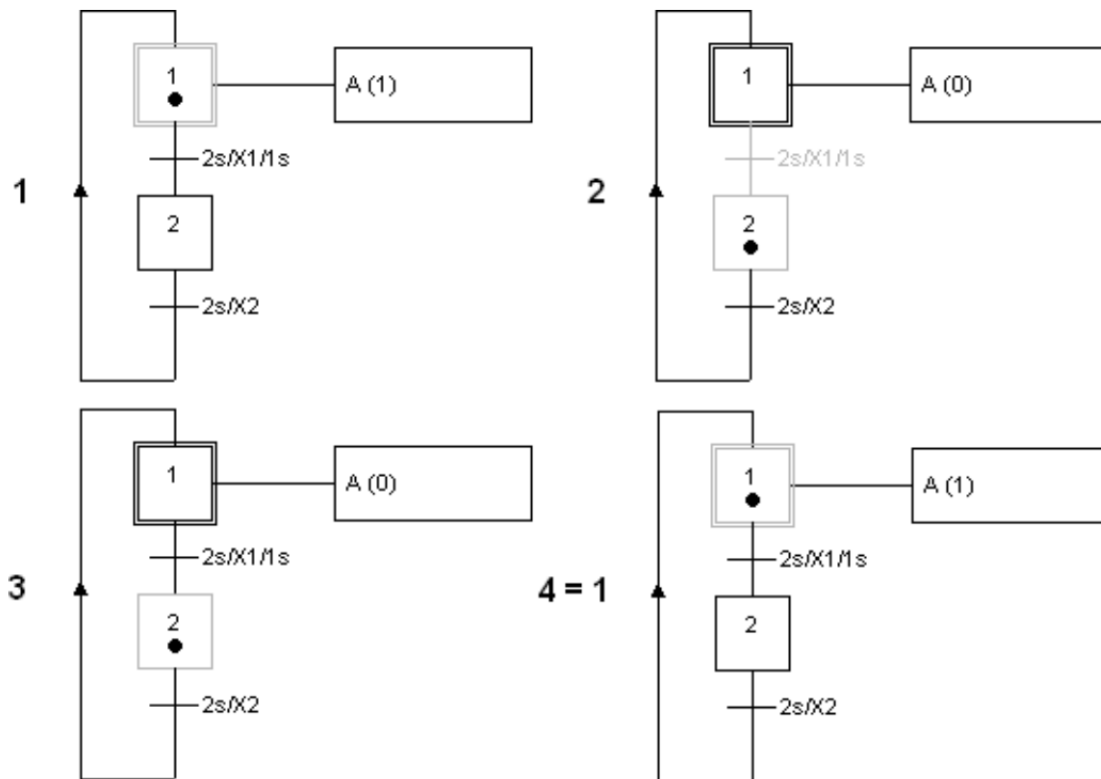 1
A (1)
2s/X1/1s
1
2
2s/X2
1
A (0)
2s/X1/1s
2
2
2s/X2
1
A (0)
2s/X1/1s
3
2
2s/X2
1
A (1)
2s/X1/1s
4 = 1
2
2s/X2